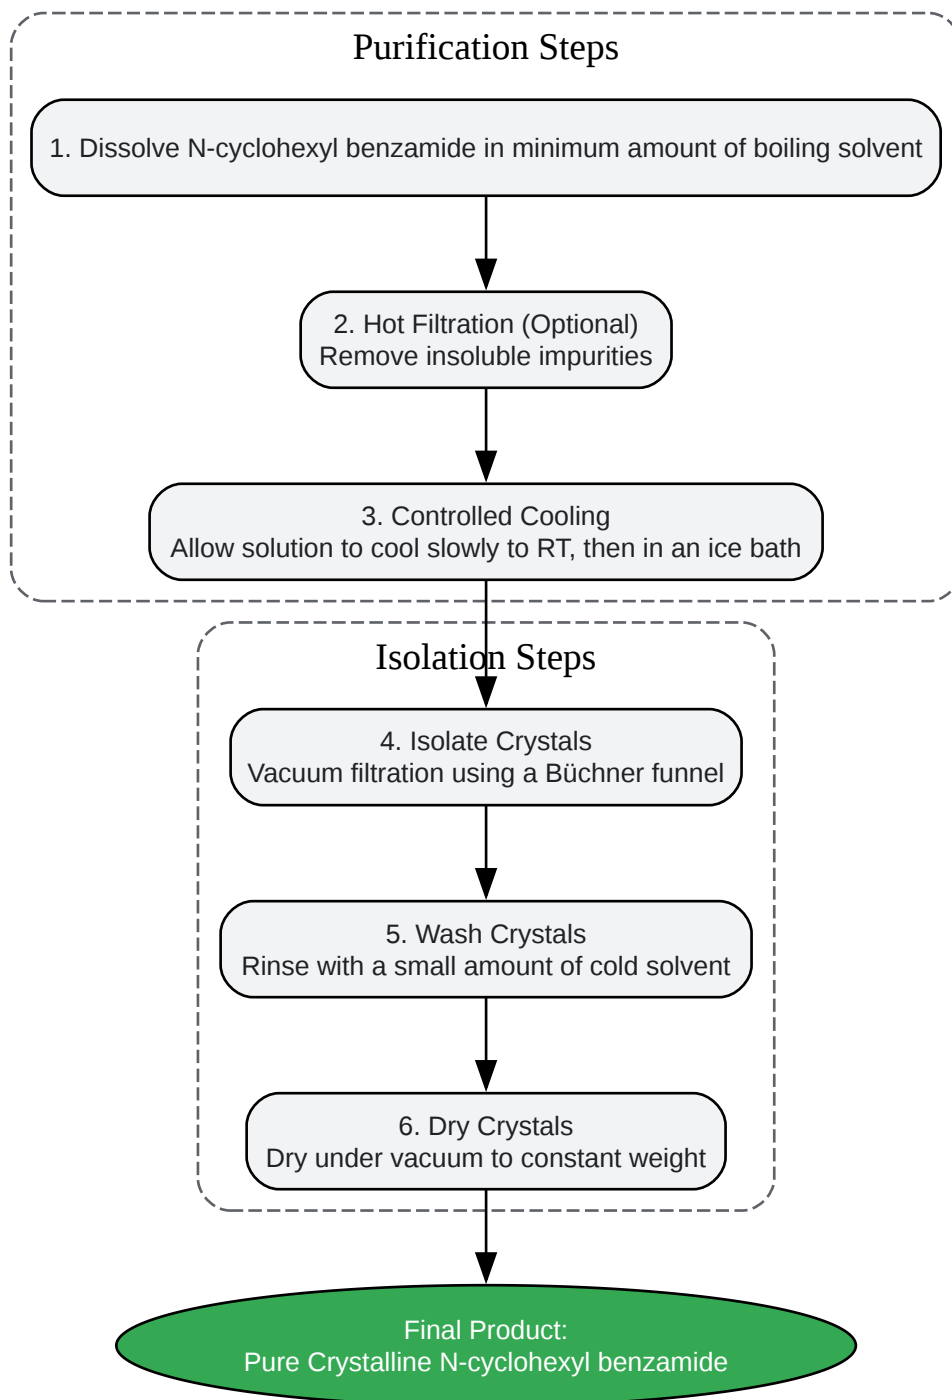 Purification Steps
1. Dissolve N-cyclohexyl benzamide in minimum amount of boiling solvent
2. Hot Filtration (Optional)
Remove insoluble impurities
3. Controlled Cooling
Allow solution to cool slowly to RT, then in an ice bath
Isolation Steps
4. Isolate Crystals
Vacuum filtration using a Büchner funnel
5. Wash Crystals
Rinse with a small amount of cold solvent
6. Dry Crystals
Dry under vacuum to constant weight
Final Product:
Pure Crystalline N-cyclohexyl benzamide